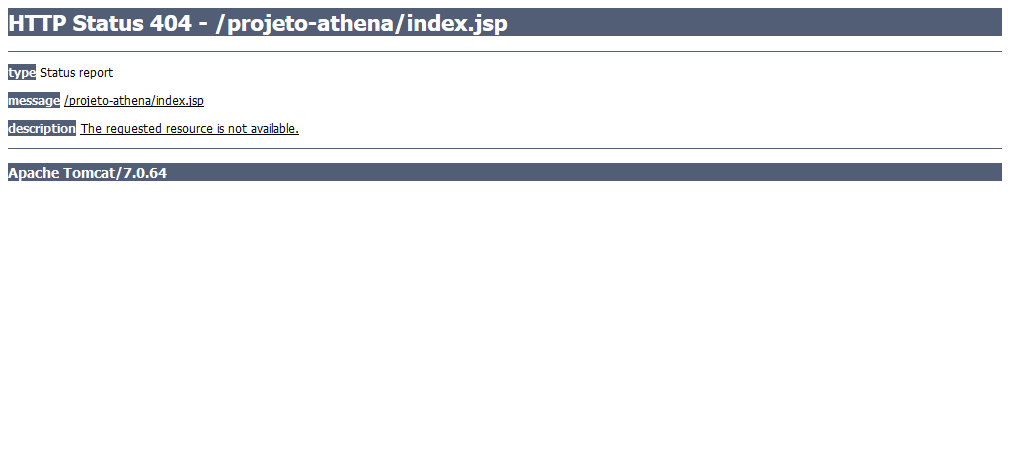 HTTP Status 404 - /projeto-athena/index.jsp
type Status report
message /projeto-athena/index.jsp
description The requested resource is not available.
Apache Tomcat/7.0.64